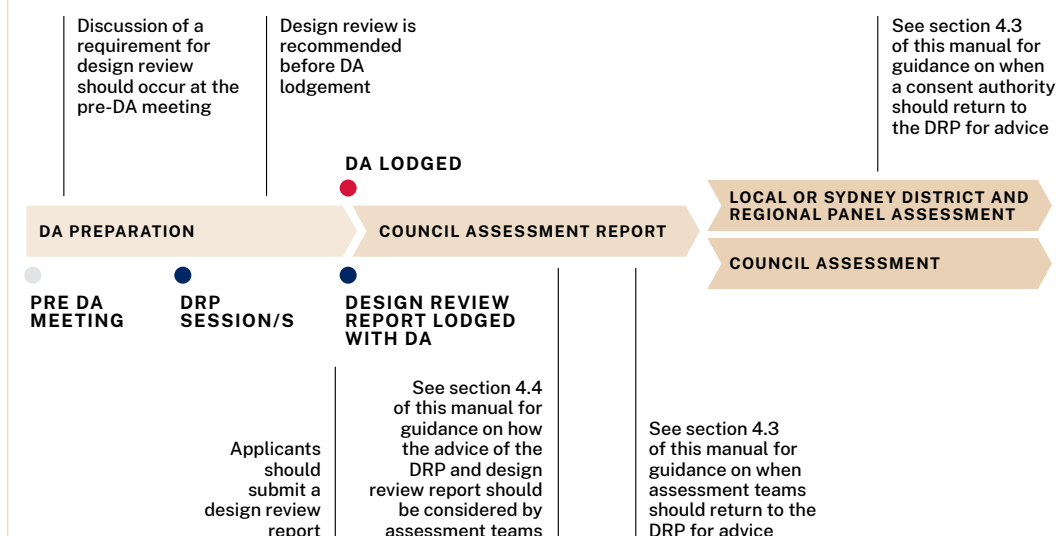 Discussion of a
requirement for
design review
should occur at the
pre-DA meeting
Design review is
recommended
before DA
lodgement
See section 4.3
of this manual for
guidance on when
a consent authority
should return to
the DRP for advice
DA LODGED
DA PREPARATION
COUNCIL ASSESSMENT REPORT
LOCAL OR SYDNEY DISTRICT AND
REGIONAL PANEL ASSESSMENT
COUNCIL ASSESSMENT
PRE DA
MEETING
DRP
SESSION/S
DESIGN REVIEW
REPORT LODGED
WITH DA
Applicants
should
submit a
design review
report
See section 4.4
of this manual for
guidance on how
the advice of the
DRP and design
review report should
be considered by
assessment teams
See section 4.3
of this manual for
guidance on when
assessment teams
should return to the
DRP for advice